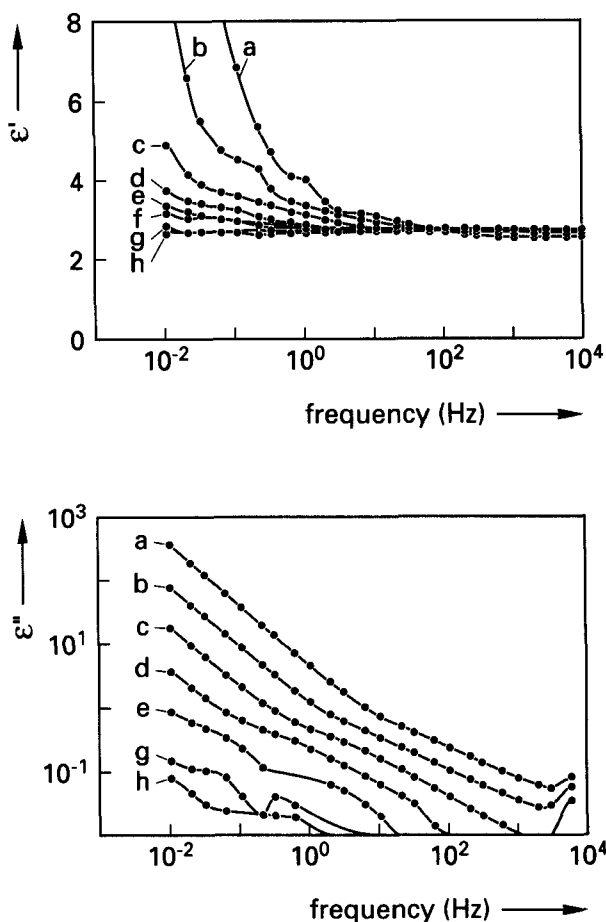 8
6
4
2
0
ε'
b
a
c
d
e
f
g
h
10⁻²
10⁰
10²
10⁴
frequency (Hz)
10³
10¹
10⁻¹
ε"
a
b
c
d
e
g
h
10⁻²
10⁰
10²
10⁴
frequency (Hz)